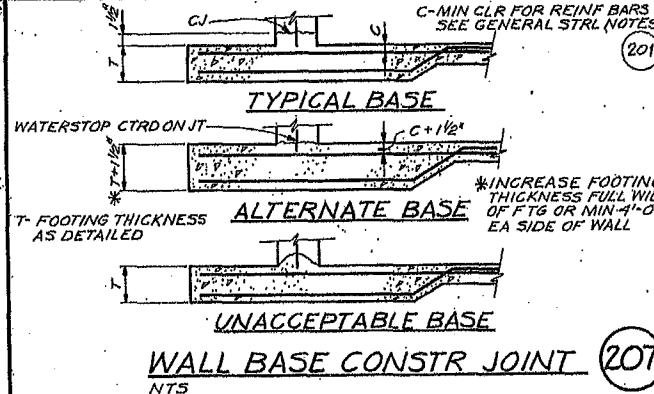 1½"
CJ
C
C-MIN CLR FOR REINF BARS
SEE GENERAL STRL NOTES
201
T
TYPICAL BASE
WATERSTOP CTRD ON JT
C+1½"
* T+1½"
T- FOOTING THICKNESS
AS DETAILED
ALTERNATE BASE
*INCREASE FOOTING
THICKNESS FULL WI
OF FTG OR MIN 4'-0
EA SIDE OF WALL
T
UNACCEPTABLE BASE
WALL BASE CONSTR JOINT
207
NTS